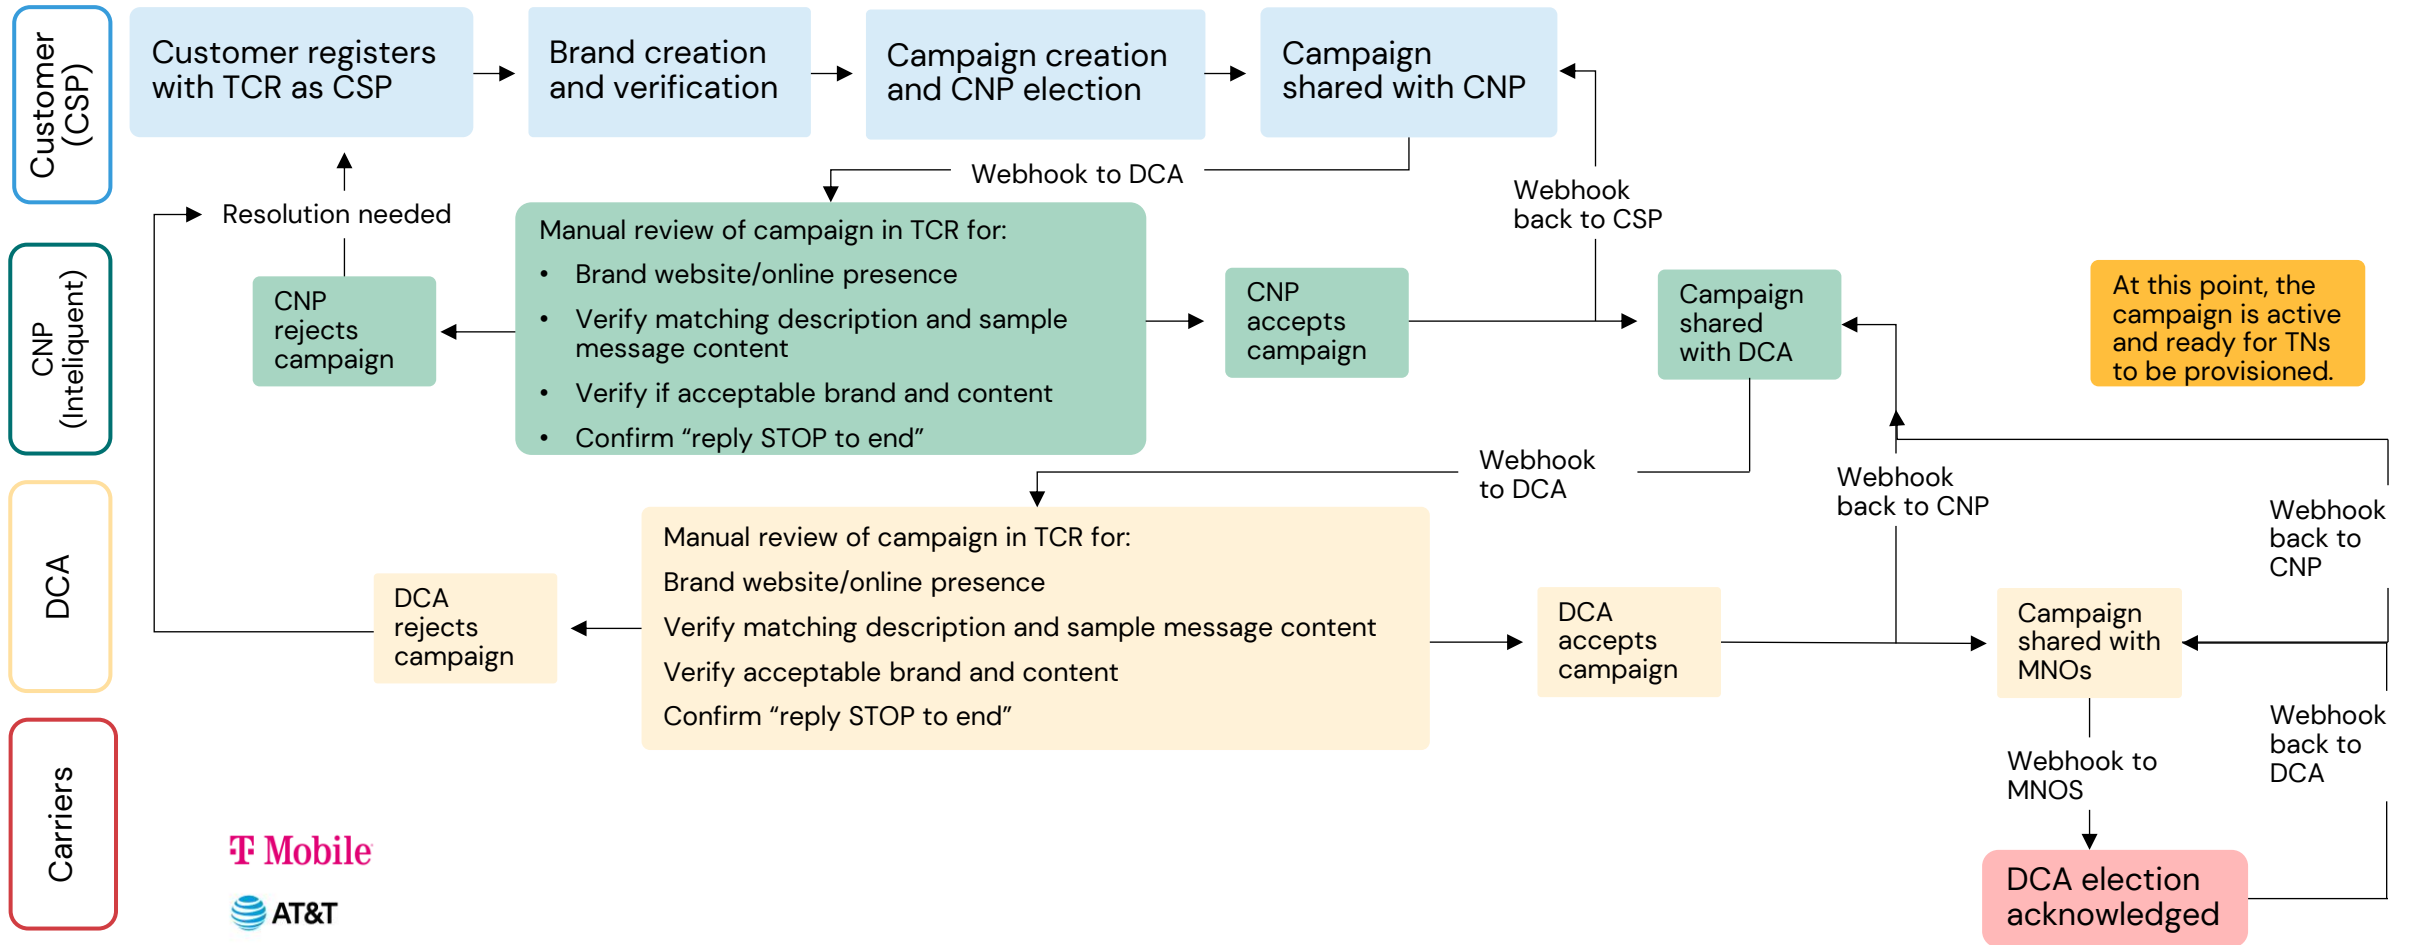 Customer
(CSP)
Customer registers
with TCR as CSP
Brand creation
and verification
Campaign creation
and CNP election
Campaign
shared with CNP
Webhook to DCA
Webhook
back to CSP
Resolution needed
CNP
(Inteliquent)
CNP
rejects
campaign
Manual review of campaign in TCR for:
• Brand website/online presence
• Verify matching description and sample
message content
• Verify if acceptable brand and content
• Confirm “reply STOP to end”
CNP
accepts
campaign
Campaign
shared
with DCA
At this point, the
campaign is active
and ready for TNs
to be provisioned.
Webhook
to DCA
Webhook
back to CNP
Webhook
back to
CNP
DCA
DCA
rejects
campaign
Manual review of campaign in TCR for:
Brand website/online presence
Verify matching description and sample message content
Verify acceptable brand and content
Confirm “reply STOP to end”
DCA
accepts
campaign
Campaign
shared with
MNOs
Webhook to
MNOS
Webhook
back to
DCA
Carriers
T Mobile
AT&T
DCA election
acknowledged